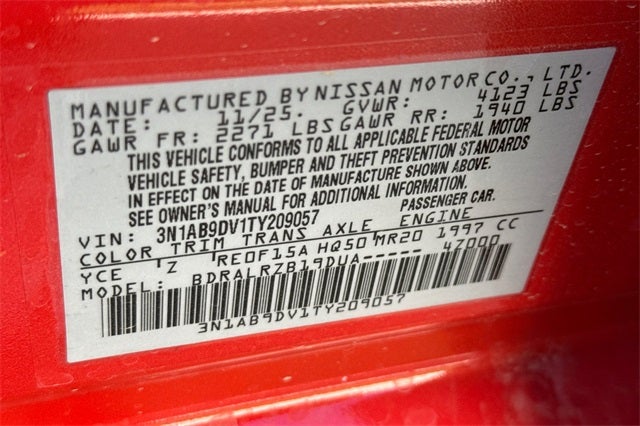 MANUFACTURED BY NISSAN MOTOR CO., LTD.
DATE: 11/25. GVWR: 4123 LBS
GAWR FR: 2271 LBS GAWR RR: 1940 LBS
THIS VEHICLE CONFORMS TO ALL APPLICABLE FEDERAL MOTOR
VEHICLE SAFETY, BUMPER AND THEFT PREVENTION STANDARDS
IN EFFECT ON THE DATE OF MANUFACTURE SHOWN ABOVE.
SEE OWNER'S MANUAL FOR ADDITIONAL INFORMATION.
VIN: 3N1AB9DV1TY209057 PASSENGER CAR.
COLOR TRIM TRANS AXLE ENGINE
YCE Z RE0F15A HQ50 MR20 1997 CC
MODEL: BDRALRZB19DUA----- 47000
3N1AB9DV1TY209057